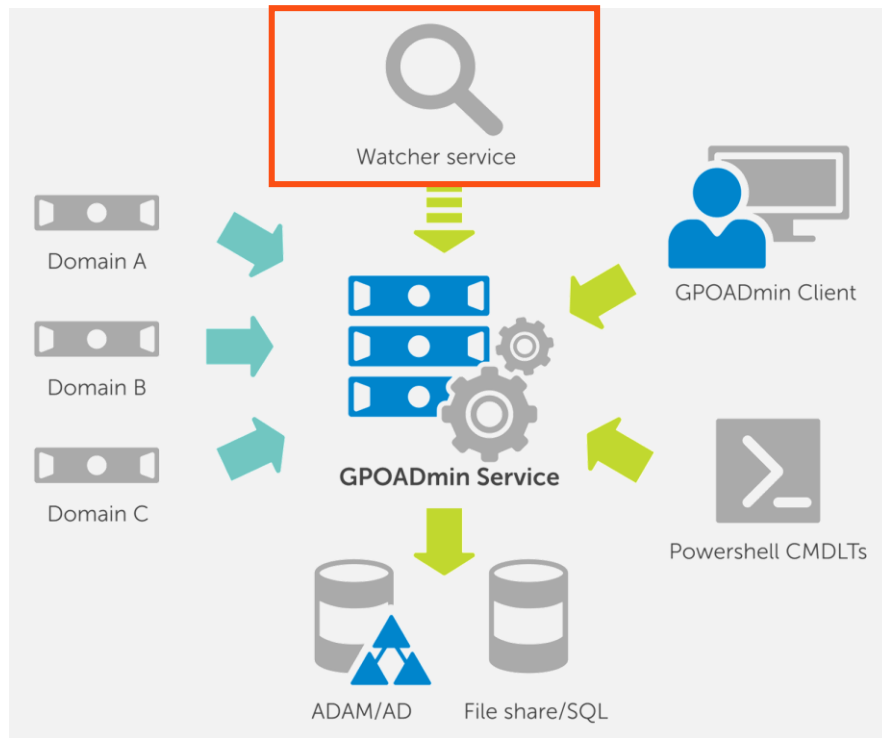 Watcher service
Domain A
GPOADmin Client
Domain B
GPOADmin Service
Domain C
Powershell CMDLTs
ADAM/AD
File share/SQL